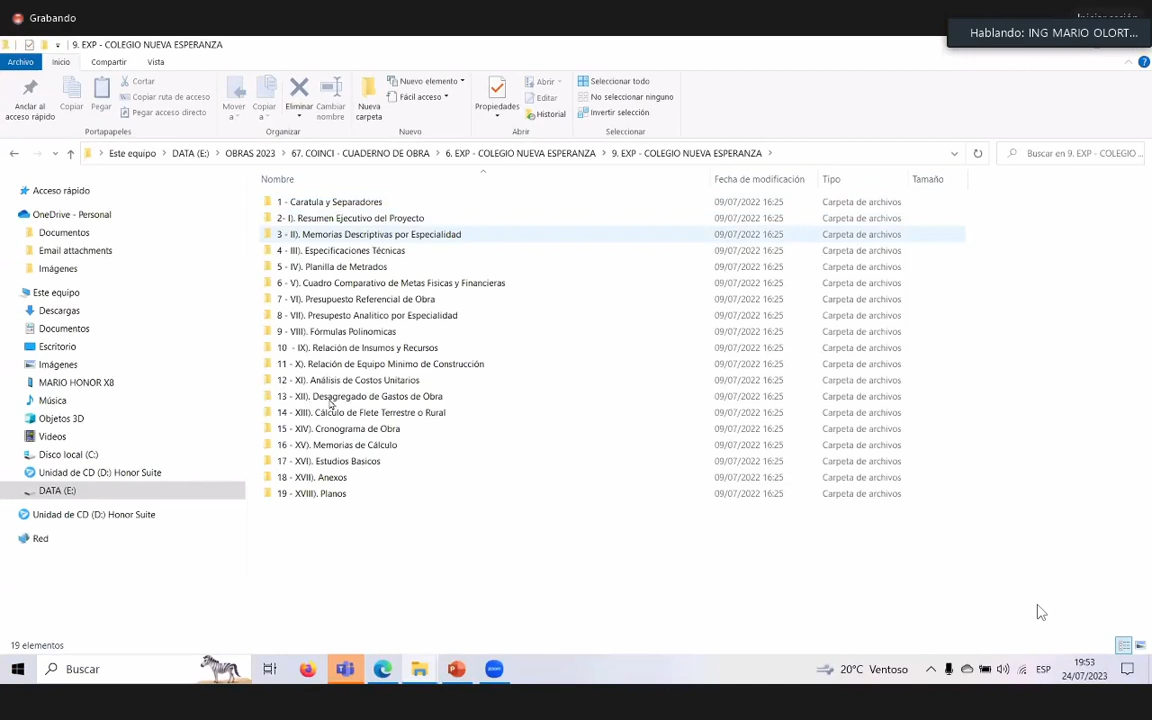 Grabando
Iniciar sesión
Hablando: ING MARIO OLORT...
9. EXP - COLEGIO NUEVA ESPERANZA
Archivo Inicio Compartir Vista
Anclar al acceso rápido
Copiar
Pegar
Cortar
Copiar ruta de acceso
Pegar acceso directo
Portapapeles
Mover a
Copiar a
Eliminar
Cambiar nombre
Organizar
Nueva carpeta
Nuevo elemento
Fácil acceso
Nuevo
Propiedades
Abrir
Editar
Historial
Abrir
Seleccionar todo
No seleccionar ninguno
Invertir selección
Seleccionar
Este equipo > DATA (E:) > OBRAS 2023 > 67. COINCI - CUADERNO DE OBRA > 6. EXP - COLEGIO NUEVA ESPERANZA > 9. EXP - COLEGIO NUEVA ESPERANZA >
Buscar en 9. EXP - COLEGIO ...
Acceso rápido
OneDrive - Personal
Documentos
Email attachments
Imágenes
Este equipo
Descargas
Documentos
Escritorio
Imágenes
MARIO HONOR X8
Música
Objetos 3D
Videos
Disco local (C:)
Unidad de CD (D:) Honor Suite
DATA (E:)
Unidad de CD (D:) Honor Suite
Red
Nombre Fecha de modificación Tipo Tamaño
1 - Caratula y Separadores 09/07/2022 16:25 Carpeta de archivos
2- I). Resumen Ejecutivo del Proyecto 09/07/2022 16:25 Carpeta de archivos
3 - II). Memorias Descriptivas por Especialidad 09/07/2022 16:25 Carpeta de archivos
4 - III). Especificaciones Técnicas 09/07/2022 16:25 Carpeta de archivos
5 - IV). Planilla de Metrados 09/07/2022 16:25 Carpeta de archivos
6 - V). Cuadro Comparativo de Metas Fisicas y Financieras 09/07/2022 16:25 Carpeta de archivos
7 - VI). Presupuesto Referencial de Obra 09/07/2022 16:25 Carpeta de archivos
8 - VII). Presupesto Analitico por Especialidad 09/07/2022 16:25 Carpeta de archivos
9 - VIII). Fórmulas Polinomicas 09/07/2022 16:25 Carpeta de archivos
10 - IX). Relación de Insumos y Recursos 09/07/2022 16:25 Carpeta de archivos
11 - X). Relación de Equipo Minimo de Construcción 09/07/2022 16:25 Carpeta de archivos
12 - XI). Análisis de Costos Unitarios 09/07/2022 16:25 Carpeta de archivos
13 - XII). Desagregado de Gastos de Obra 09/07/2022 16:25 Carpeta de archivos
14 - XIII). Cálculo de Flete Terrestre o Rural 09/07/2022 16:25 Carpeta de archivos
15 - XIV). Cronograma de Obra 09/07/2022 16:25 Carpeta de archivos
16 - XV). Memorias de Cálculo 09/07/2022 16:25 Carpeta de archivos
17 - XVI). Estudios Basicos 09/07/2022 16:25 Carpeta de archivos
18 - XVII). Anexos 09/07/2022 16:25 Carpeta de archivos
19 - XVIII). Planos 09/07/2022 16:25 Carpeta de archivos
19 elementos
Buscar
20°C Ventoso
ESP
19:53
24/07/2023